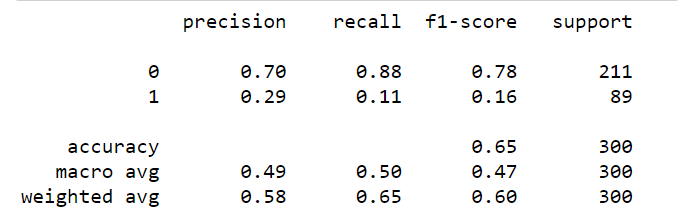 precision recall f1-score support
0 0.70 0.88 0.78 211
1 0.29 0.11 0.16 89
accuracy 0.65 300
macro avg 0.49 0.50 0.47 300
weighted avg 0.58 0.65 0.60 300